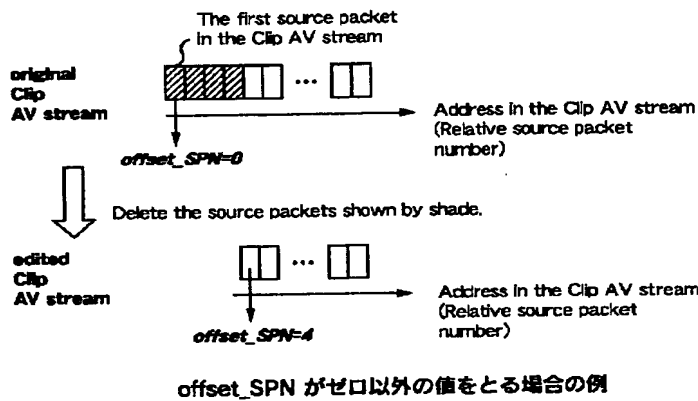 The first source packet
in the Clip AV stream
original
Clip
AV stream
...
Address in the Clip AV stream
(Relative source packet
number)
offset_SPN=0
Delete the source packets shown by shade.
edited
Clip
AV stream
...
Address in the Clip AV stream
(Relative source packet
number)
offset_SPN=4
offset_SPN がゼロ以外の値をとる場合の例